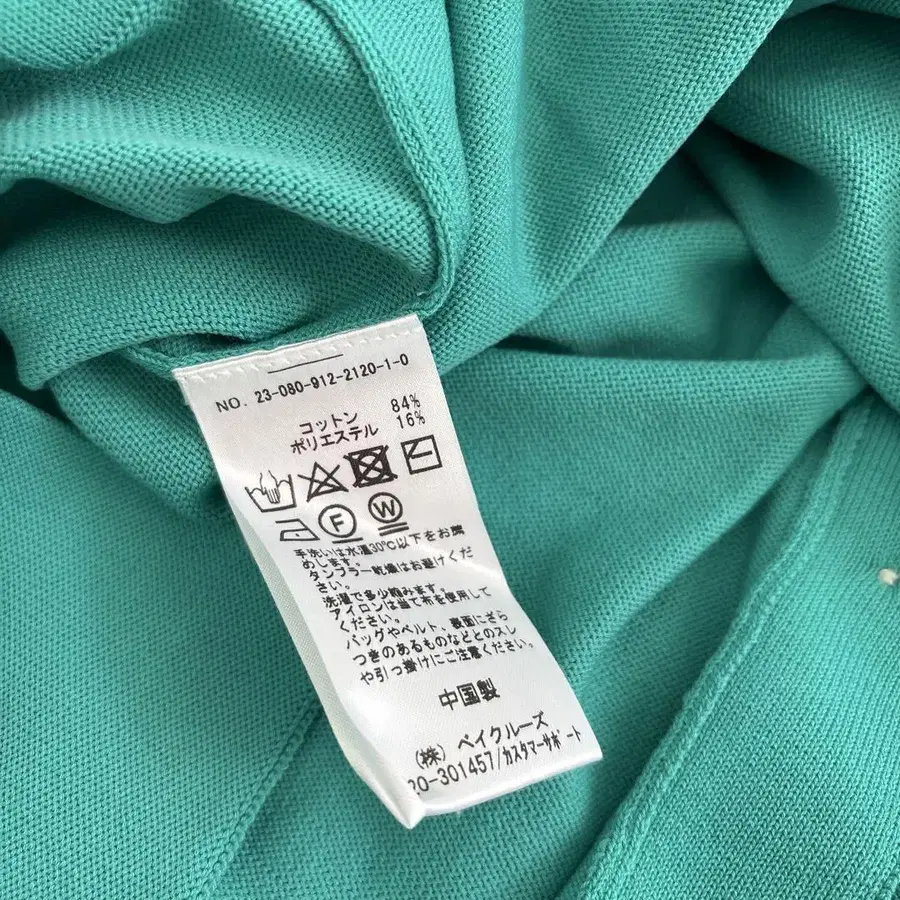 NO. 23-080-912-2120-1-0
コットン 84%
ポリエステル 16%
F W
手洗いは水温30℃以下をお薦
めします。
タンブラー乾燥はお避けくだ
さい。
洗濯で多少縮みます。
アイロンは当て布を使用して
ください。
バッグやベルト、表面にざら
つきのあるものなどとのスレ
や引っ掛けにご注意ください。
中国製
(株) ベイクルーズ
20-301457/カスタマーサポート